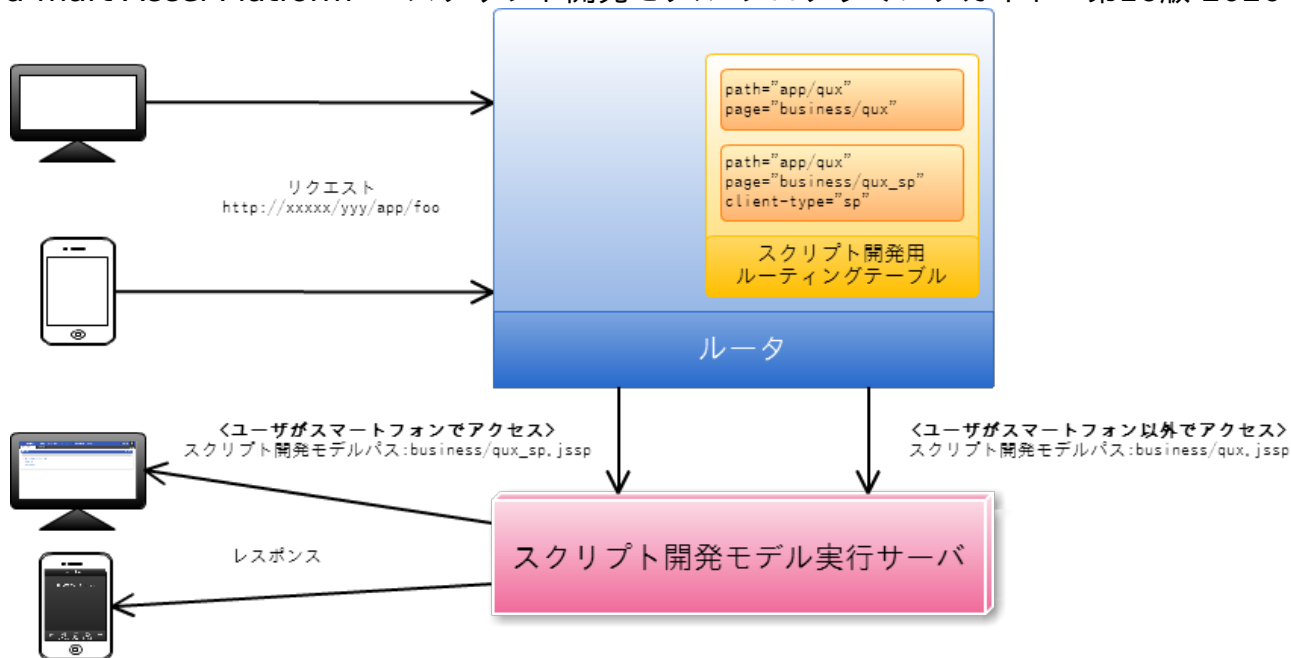 path="app/qux"
page="business/qux"
path="app/qux"
page="business/qux_sp"
client-type="sp"
スクリプト開発用
ルーティングテーブル
リクエスト
http://xxxxx/yyy/app/foo
ルータ
<ユーザがスマートフォンでアクセス>
スクリプト開発モデルパス:business/qux_sp.jssp
<ユーザがスマートフォン以外でアクセス>
スクリプト開発モデルパス:business/qux.jssp
レスポンス
スクリプト開発モデル実行サーバ